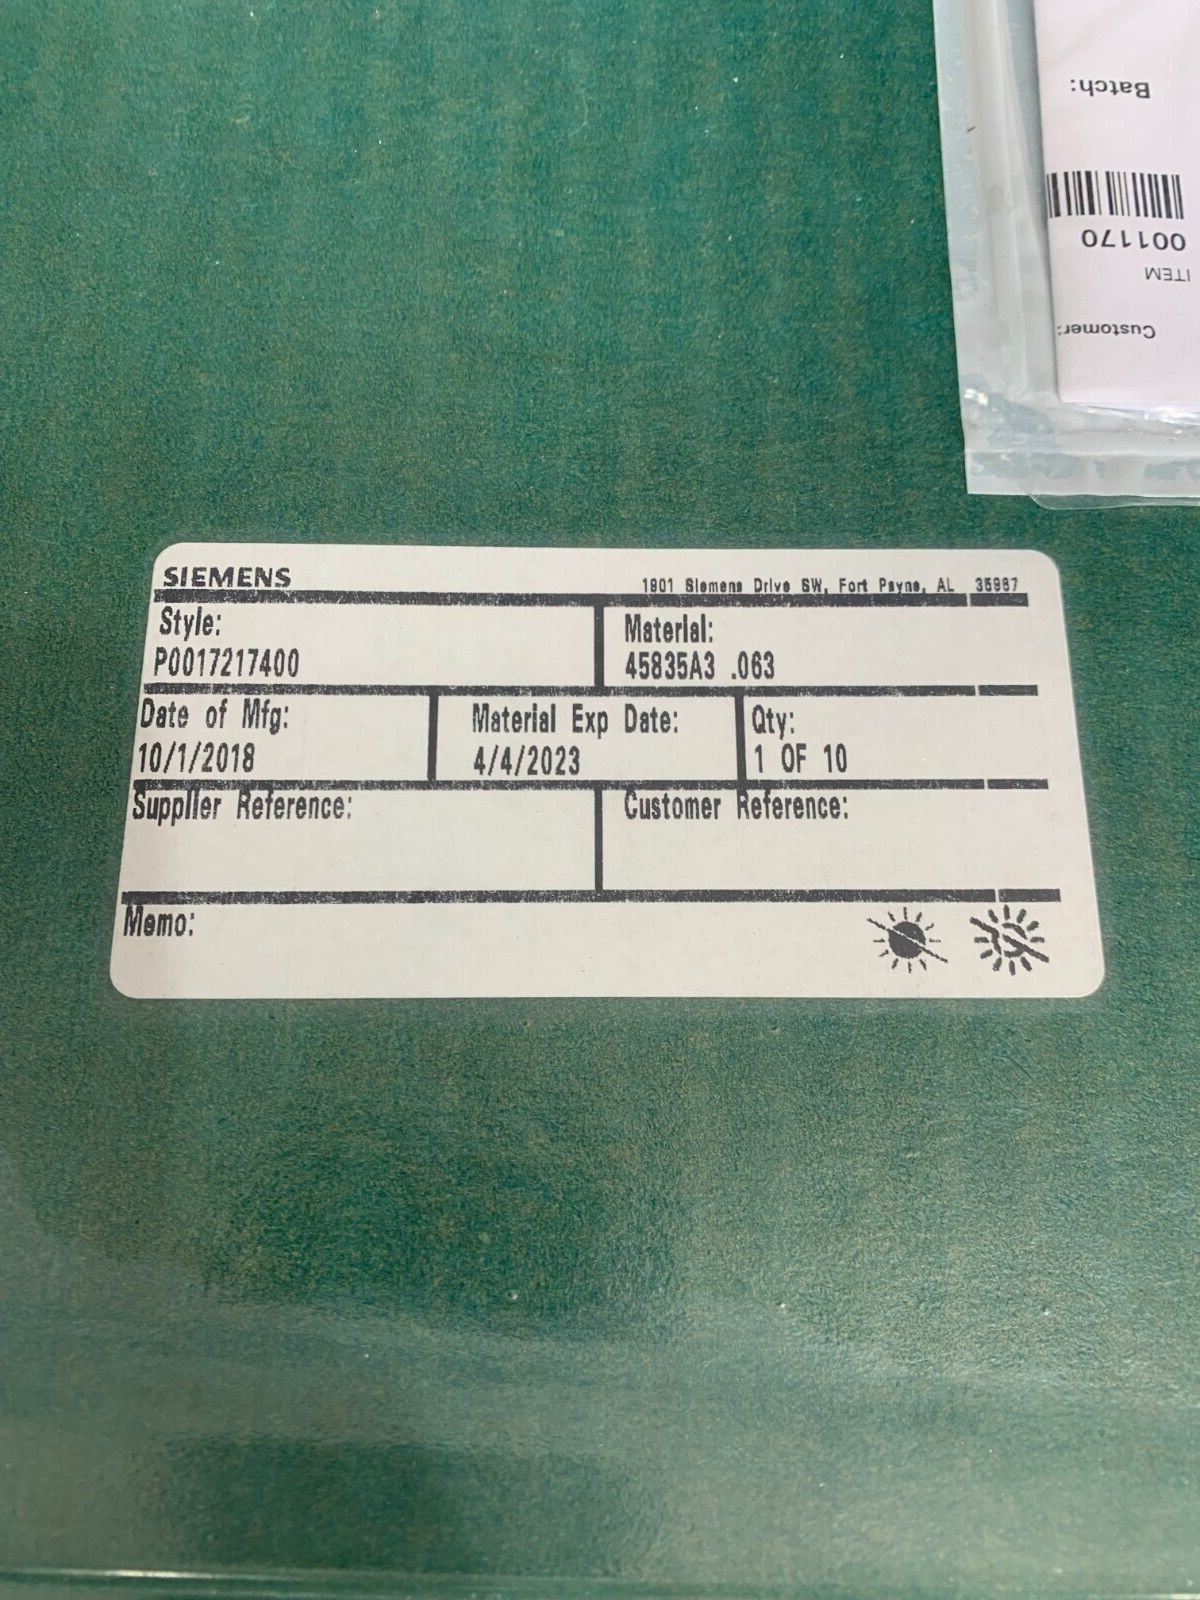 Batch:
001170
ITEM
Customer:
SIEMENS
1901 Siemens Drive SW, Fort Payne, AL 35967
Style:
P0017217400
Material:
45835A3 .063
Date of Mfg:
10/1/2018
Material Exp Date:
4/4/2023
Qty:
1 OF 10
Supplier Reference:
Customer Reference:
Memo: